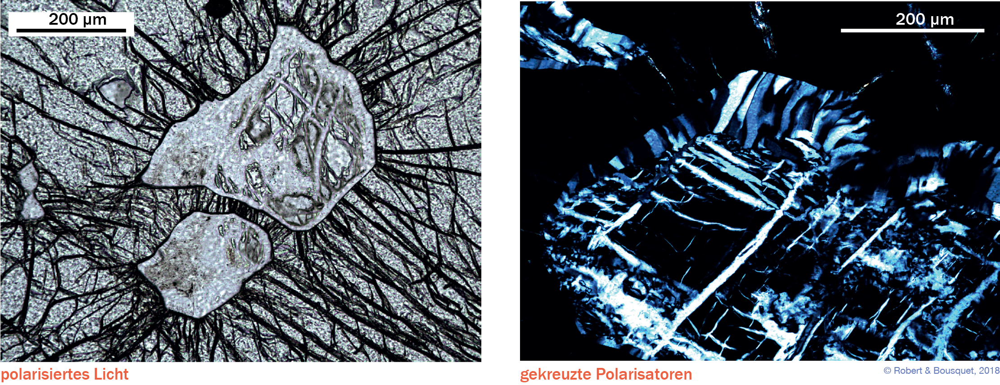 200 µm
200 µm
polarisiertes Licht
gekreuzte Polarisatoren
© Robert & Bousquet, 2018